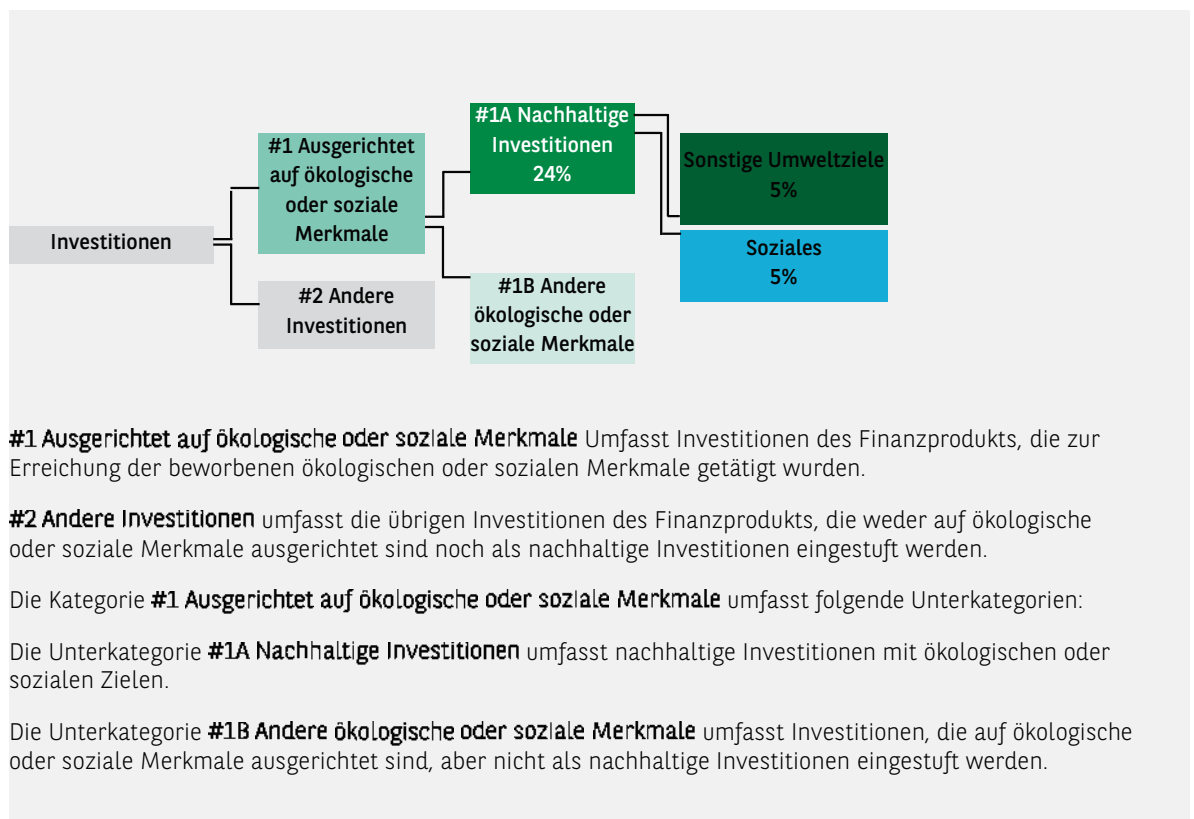 #1A Nachhaltige
Investitionen
24%
#1 Ausgerichtet
auf ökologische
oder soziale
Merkmale
Sonstige Umweltziele
5%
Investitionen
Soziales
5%
#2 Andere
Investitionen
#1B Andere
ökologische oder
soziale Merkmale
#1 Ausgerichtet auf ökologische oder soziale Merkmale Umfasst Investitionen des Finanzprodukts, die zur
Erreichung der beworbenen ökologischen oder sozialen Merkmale getätigt wurden.
#2 Andere Investitionen umfasst die übrigen Investitionen des Finanzprodukts, die weder auf ökologische
oder soziale Merkmale ausgerichtet sind noch als nachhaltige Investitionen eingestuft werden.
Die Kategorie #1 Ausgerichtet auf ökologische oder soziale Merkmale umfasst folgende Unterkategorien:
Die Unterkategorie #1A Nachhaltige Investitionen umfasst nachhaltige Investitionen mit ökologischen oder
sozialen Zielen.
Die Unterkategorie #1B Andere ökologische oder soziale Merkmale umfasst Investitionen, die auf ökologische
oder soziale Merkmale ausgerichtet sind, aber nicht als nachhaltige Investitionen eingestuft werden.